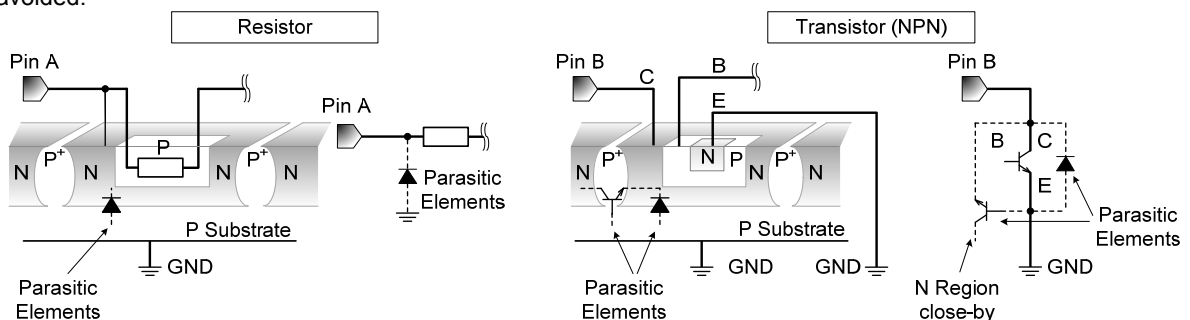 avoided.
Resistor
Transistor (NPN)
Pin A
Pin A
N P+ N P N P+ N
Parasitic
Elements
P Substrate
GND
Parasitic
Elements
Pin B
C
B
E
N P+ N P N P+ N
P Substrate
GND
GND
Parasitic
Elements
Pin B
B
C
E
Parasitic
Elements
GND
N Region
close-by